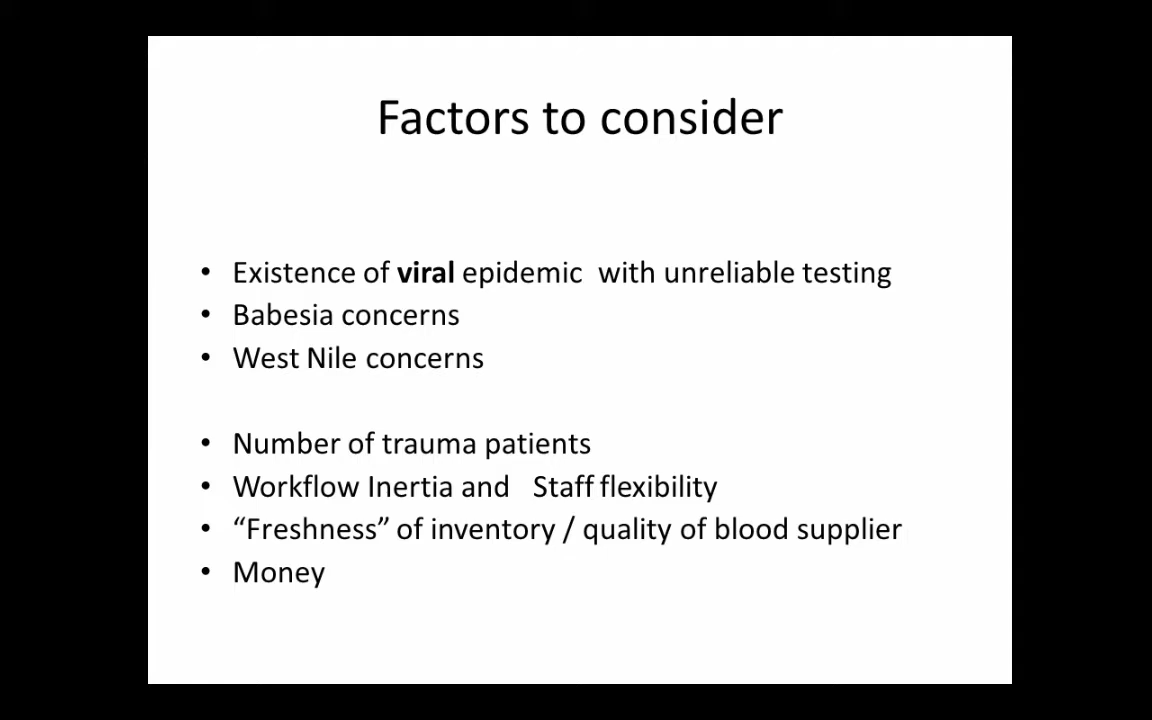 Factors to consider
• Existence of viral epidemic  with unreliable testing
• Babesia concerns
• West Nile concerns
• Number of trauma patients
• Workflow Inertia and   Staff flexibility
• “Freshness” of inventory / quality of blood supplier
• Money